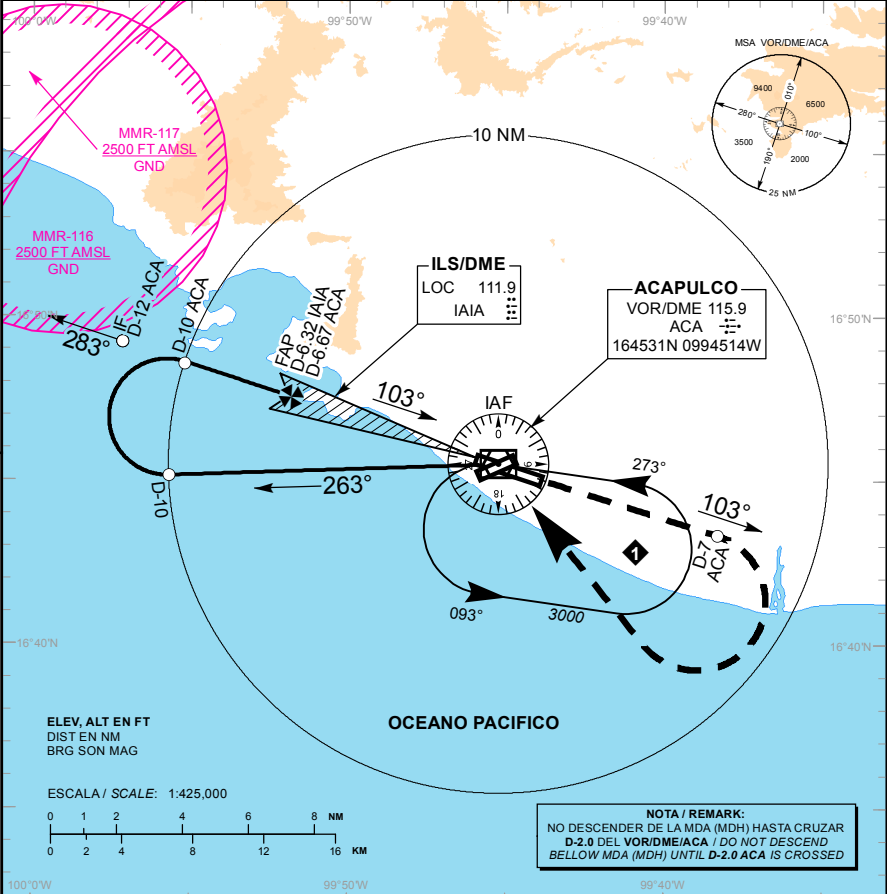 100°0'W
99°50'W
99°40'W
MSA VOR/DME/ACA
9400
010°
6500
280°
100°
3500
190°
2000
25 NM
MMR-117
2500 FT AMSL
GND
10 NM
MMR-116
2500 FT AMSL
GND
IF
D-12 ACA
D-10 ACA
283°
FAP
D-6.32 IAIA
D-6.67 ACA
ILS/DME
LOC 111.9
IAIA
ACAPULCO
VOR/DME 115.9
ACA
164531N 0994514W
16°50'N
103°
IAF
0
9
18
273°
D-10
263°
103°
D-7
ACA
1
093°
3000
16°40'N
16°40'N
OCEANO PACIFICO
ELEV, ALT EN FT
DIST EN NM
BRG SON MAG
ESCALA / SCALE: 1:425,000
0 1 2 4 6 8 NM
0 2 4 8 12 16 KM
NOTA / REMARK:
NO DESCENDER DE LA MDA (MDH) HASTA CRUZAR
D-2.0 DEL VOR/DME/ACA / DO NOT DESCEND
BELLOW MDA (MDH) UNTIL D-2.0 ACA IS CROSSED
100°0'W
99°50'W
99°40'W